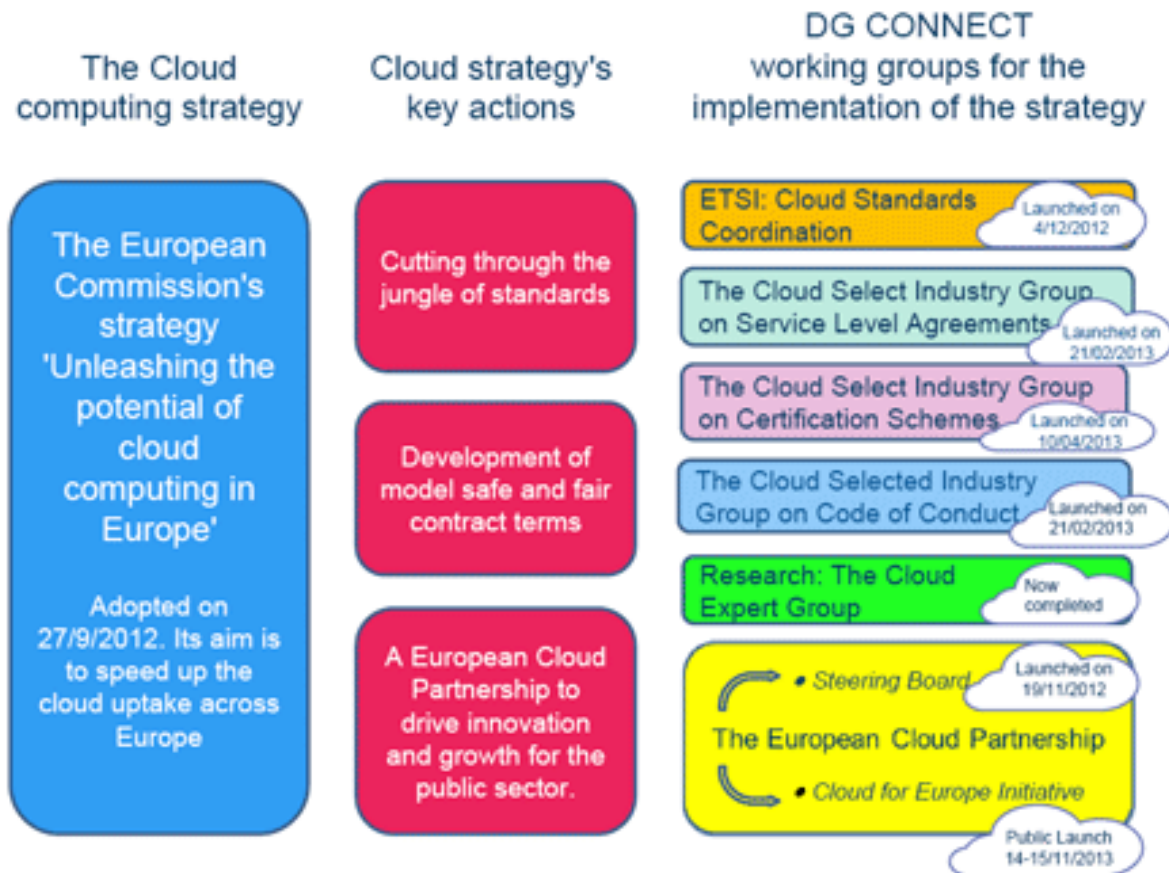 The Cloud
computing strategy
Cloud strategy's
key actions
DG CONNECT
working groups for the
implementation of the strategy
The European
Commission's
strategy
'Unleashing the
potential of
cloud
computing in
Europe'
Adopted on
27/9/2012. Its aim is
to speed up the
cloud uptake across
Europe
Cutting through the
jungle of standards
Development of
model safe and fair
contract terms
A European Cloud
Partnership to
drive innovation
and growth for the
public sector.
ETSI: Cloud Standards
Coordination
Launched on
4/12/2012
The Cloud Select Industry Group
on Service Level Agreements
Launched on
21/02/2013
The Cloud Select Industry Group
on Certification Schemes
Launched on
10/04/2013
The Cloud Selected Industry
Group on Code of Conduct
Launched on
21/02/2013
Research: The Cloud
Expert Group
Now
completed
• Steering Board
Launched on
19/11/2012
The European Cloud Partnership
• Cloud for Europe Initiative
Public Launch
14-15/11/2013